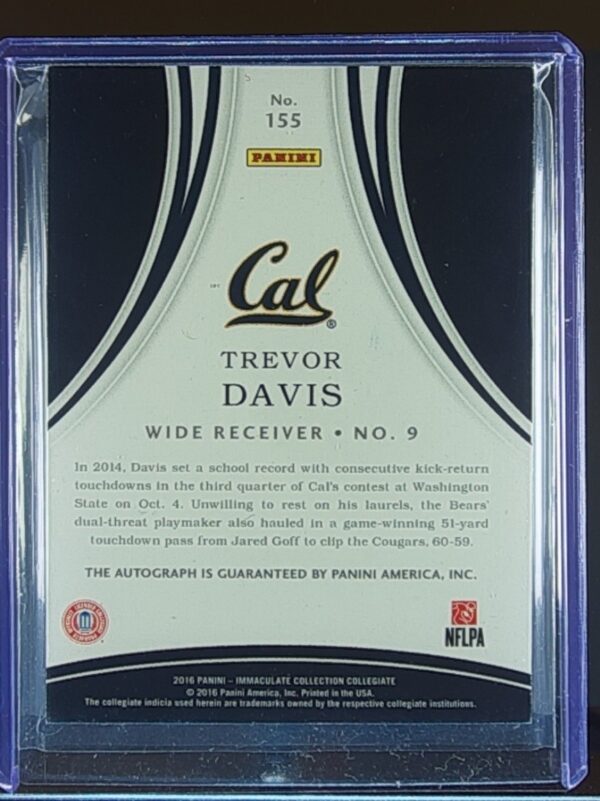 No.
155
PANINI
Cal
®
TREVOR
DAVIS
WIDE RECEIVER • NO. 9
In 2014, Davis set a school record with consecutive kick-return
touchdowns in the third quarter of Cal's contest at Washington
State on Oct. 4. Unwilling to rest on his laurels, the Bears'
dual-threat playmaker also hauled in a game-winning 51-yard
touchdown pass from Jared Goff to clip the Cougars, 60-59.
THE AUTOGRAPH IS GUARANTEED BY PANINI AMERICA, INC.
NFLPA
2016 PANINI – IMMACULATE COLLECTION COLLEGIATE
© 2016 Panini America, Inc. Printed in the USA.
The collegiate indicia used herein are trademarks owned by the respective collegiate institutions.